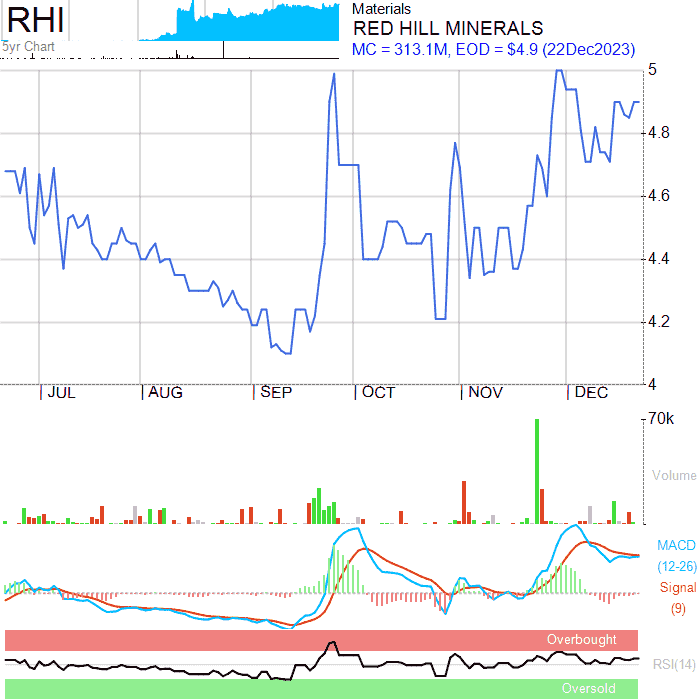 RHI
5yr Chart
Materials
RED HILL MINERALS
MC = 313.1M, EOD = $4.9 (22Dec2023)
5
4.8
4.6
4.4
4.2
4
JUL AUG SEP OCT NOV DEC
70k
Volume
MACD
(12-26)
Signal
(9)
Overbought
RSI(14)
Oversold